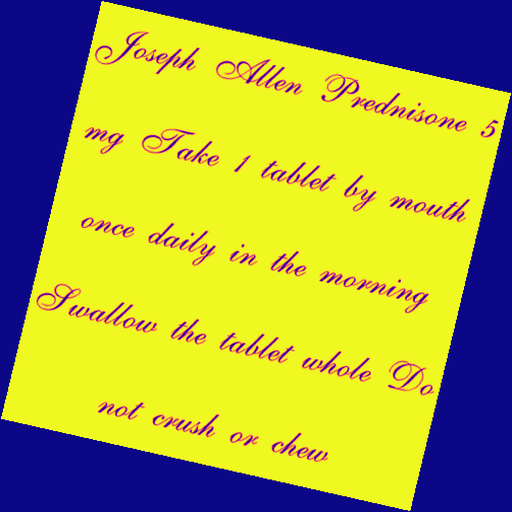 Joseph Allen Prednisone 5
mg Take 1 tablet by mouth
once daily in the morning
Swallow the tablet whole Do
not crush or chew